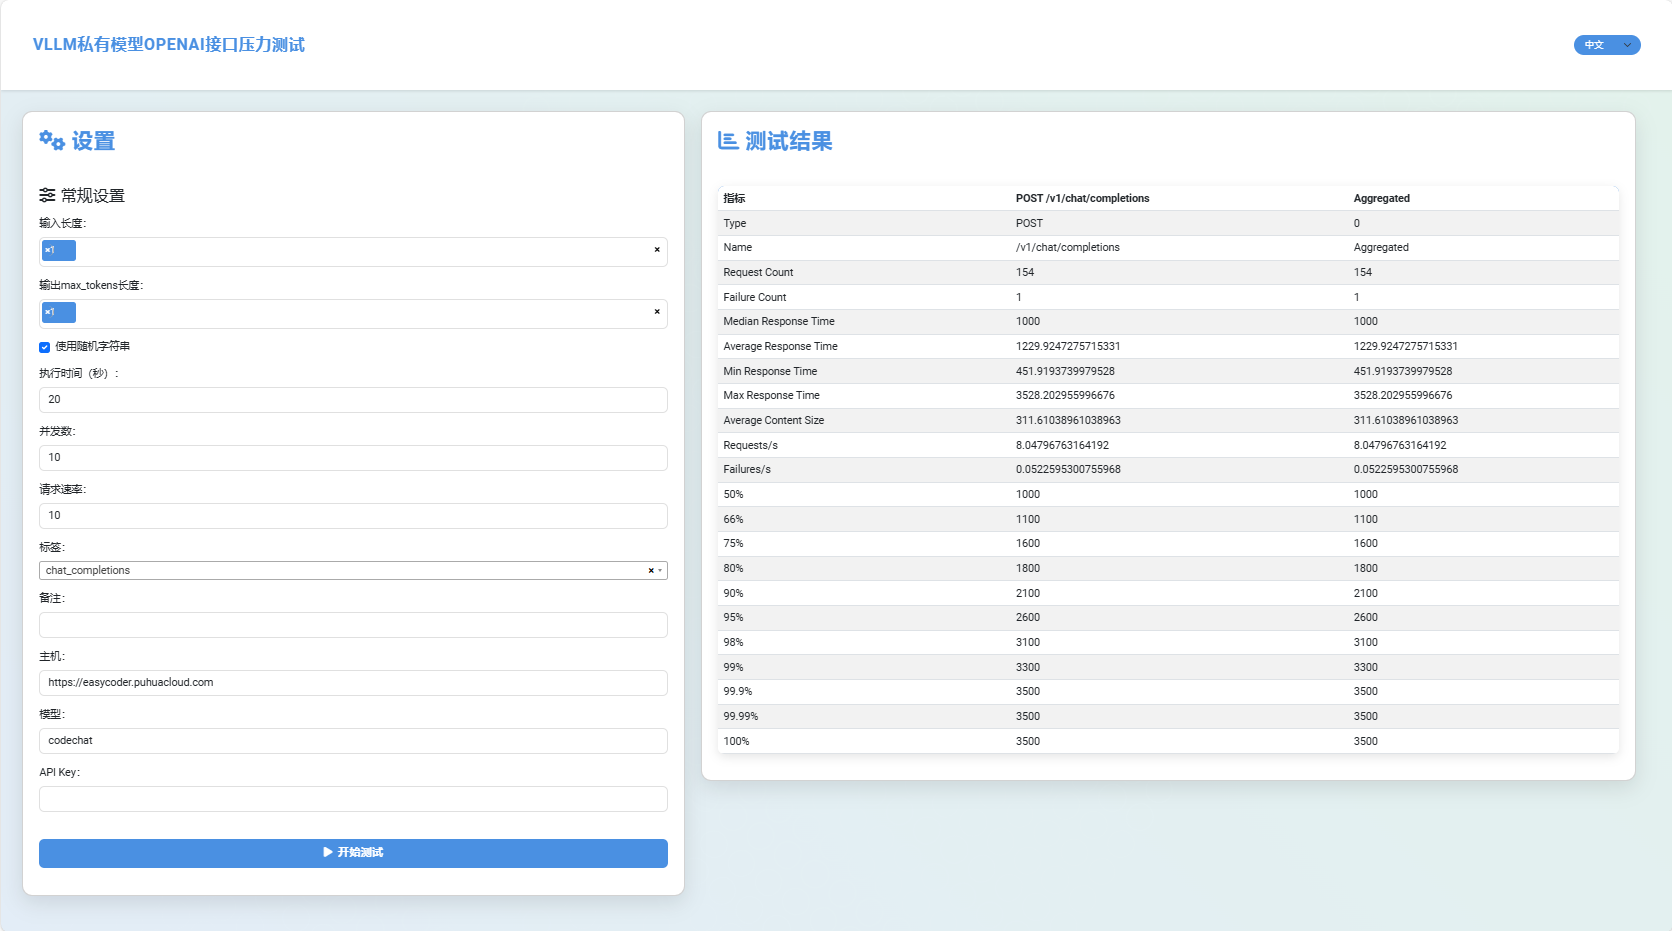 VLLM私有模型OPENAI接口压力测试
中文
设置
常规设置
输入长度:
×1
×
输出max_tokens长度:
×1
×
使用随机字符串
执行时间（秒）:
20
并发数:
10
请求速率:
10
标签:
chat_completions ×
备注:
主机:
https://easycoder.puhuacloud.com
模型:
codechat
API Key:
开始测试
测试结果
指标 POST /v1/chat/completions Aggregated
Type POST 0
Name /v1/chat/completions Aggregated
Request Count 154 154
Failure Count 1 1
Median Response Time 1000 1000
Average Response Time 1229.9247275715331 1229.9247275715331
Min Response Time 451.9193739979528 451.9193739979528
Max Response Time 3528.202955996676 3528.202955996676
Average Content Size 311.61038961038963 311.61038961038963
Requests/s 8.04796763164192 8.04796763164192
Failures/s 0.0522595300755968 0.0522595300755968
50% 1000 1000
66% 1100 1100
75% 1600 1600
80% 1800 1800
90% 2100 2100
95% 2600 2600
98% 3100 3100
99% 3300 3300
99.9% 3500 3500
99.99% 3500 3500
100% 3500 3500